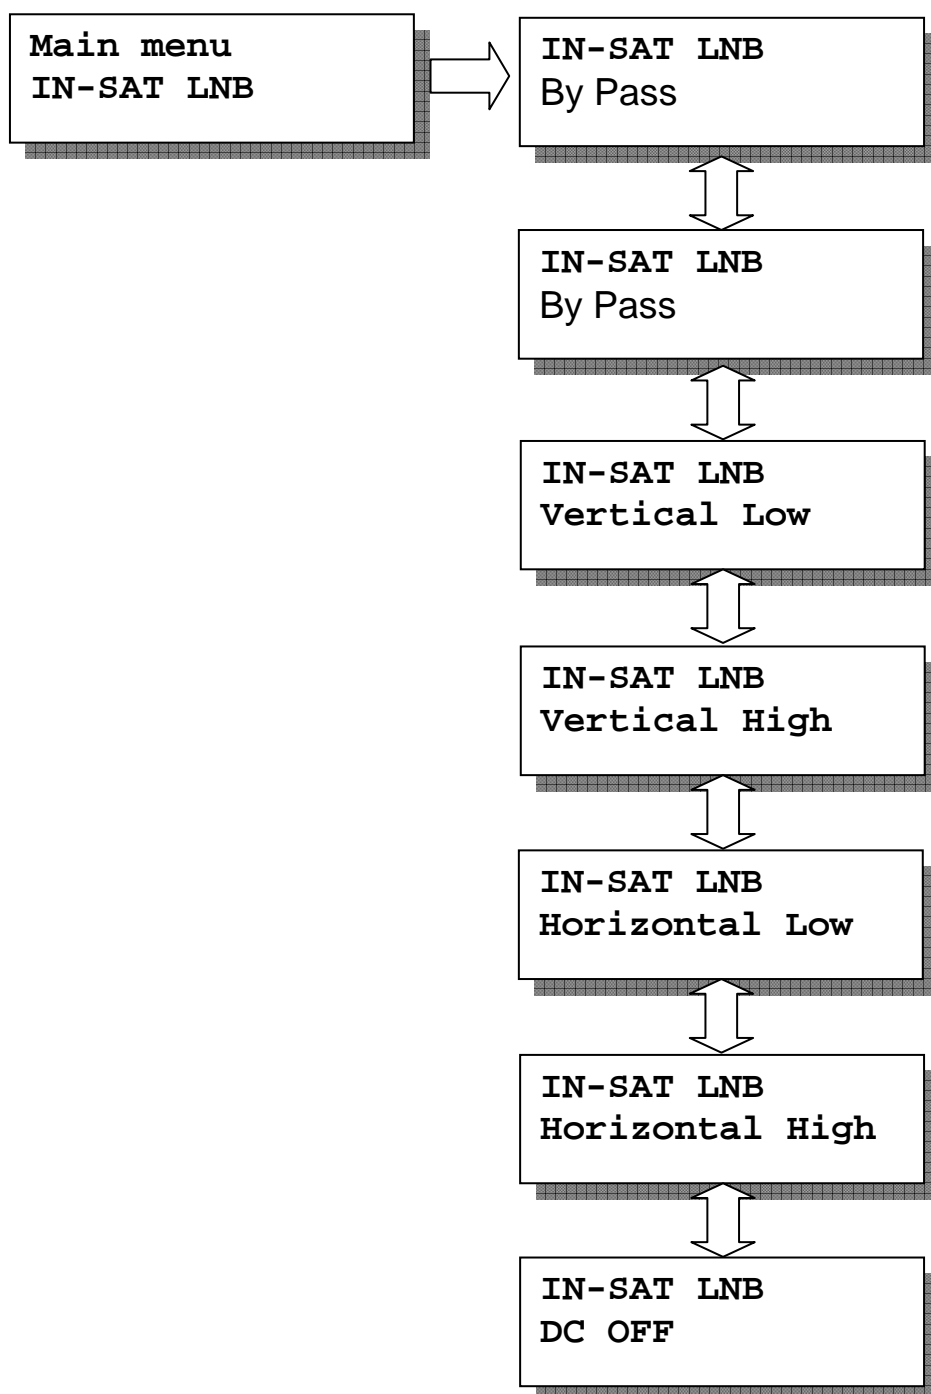 Main menu
IN-SAT LNB
IN-SAT LNB
By Pass
IN-SAT LNB
By Pass
IN-SAT LNB
Vertical Low
IN-SAT LNB
Vertical High
IN-SAT LNB
Horizontal Low
IN-SAT LNB
Horizontal High
IN-SAT LNB
DC OFF